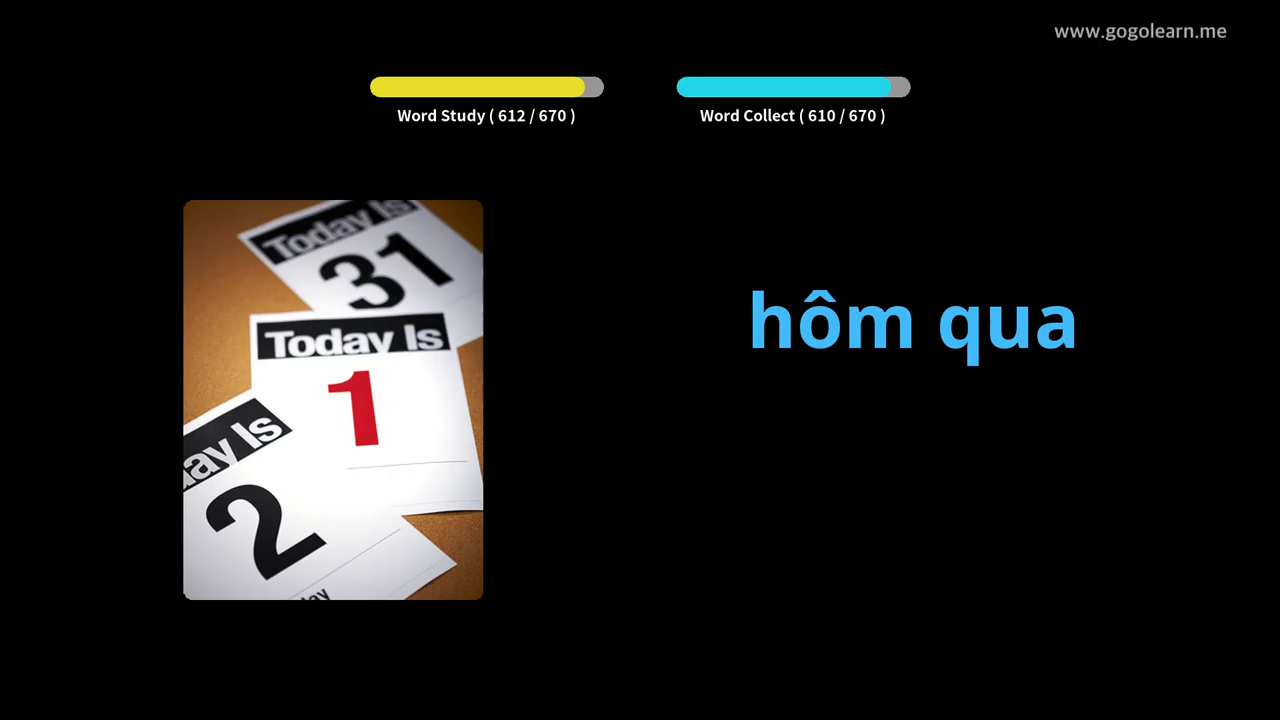 www.gogolearn.me
Word Study ( 612 / 670 )
Word Collect ( 610 / 670 )
Today Is
31
Today Is
1
ay Is
2
hôm qua